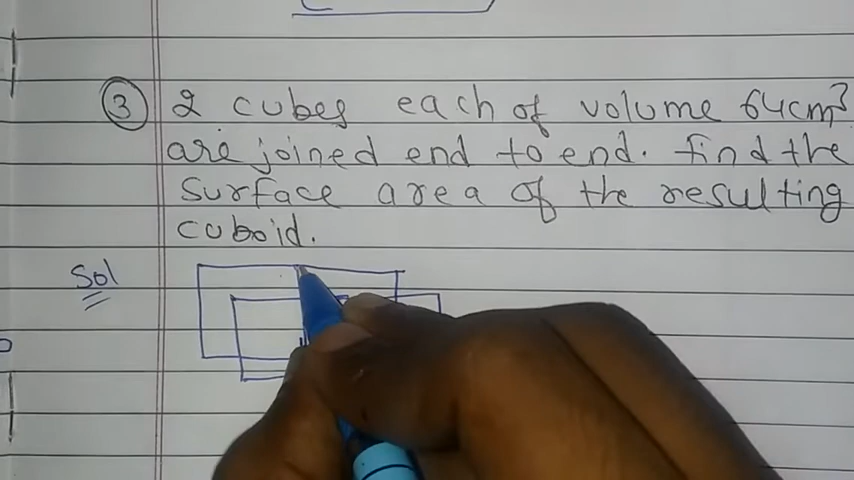 3 2 cubes each of volume 64cm³
are joined end to end. find the
surface area of the resulting
cuboid.
Sol